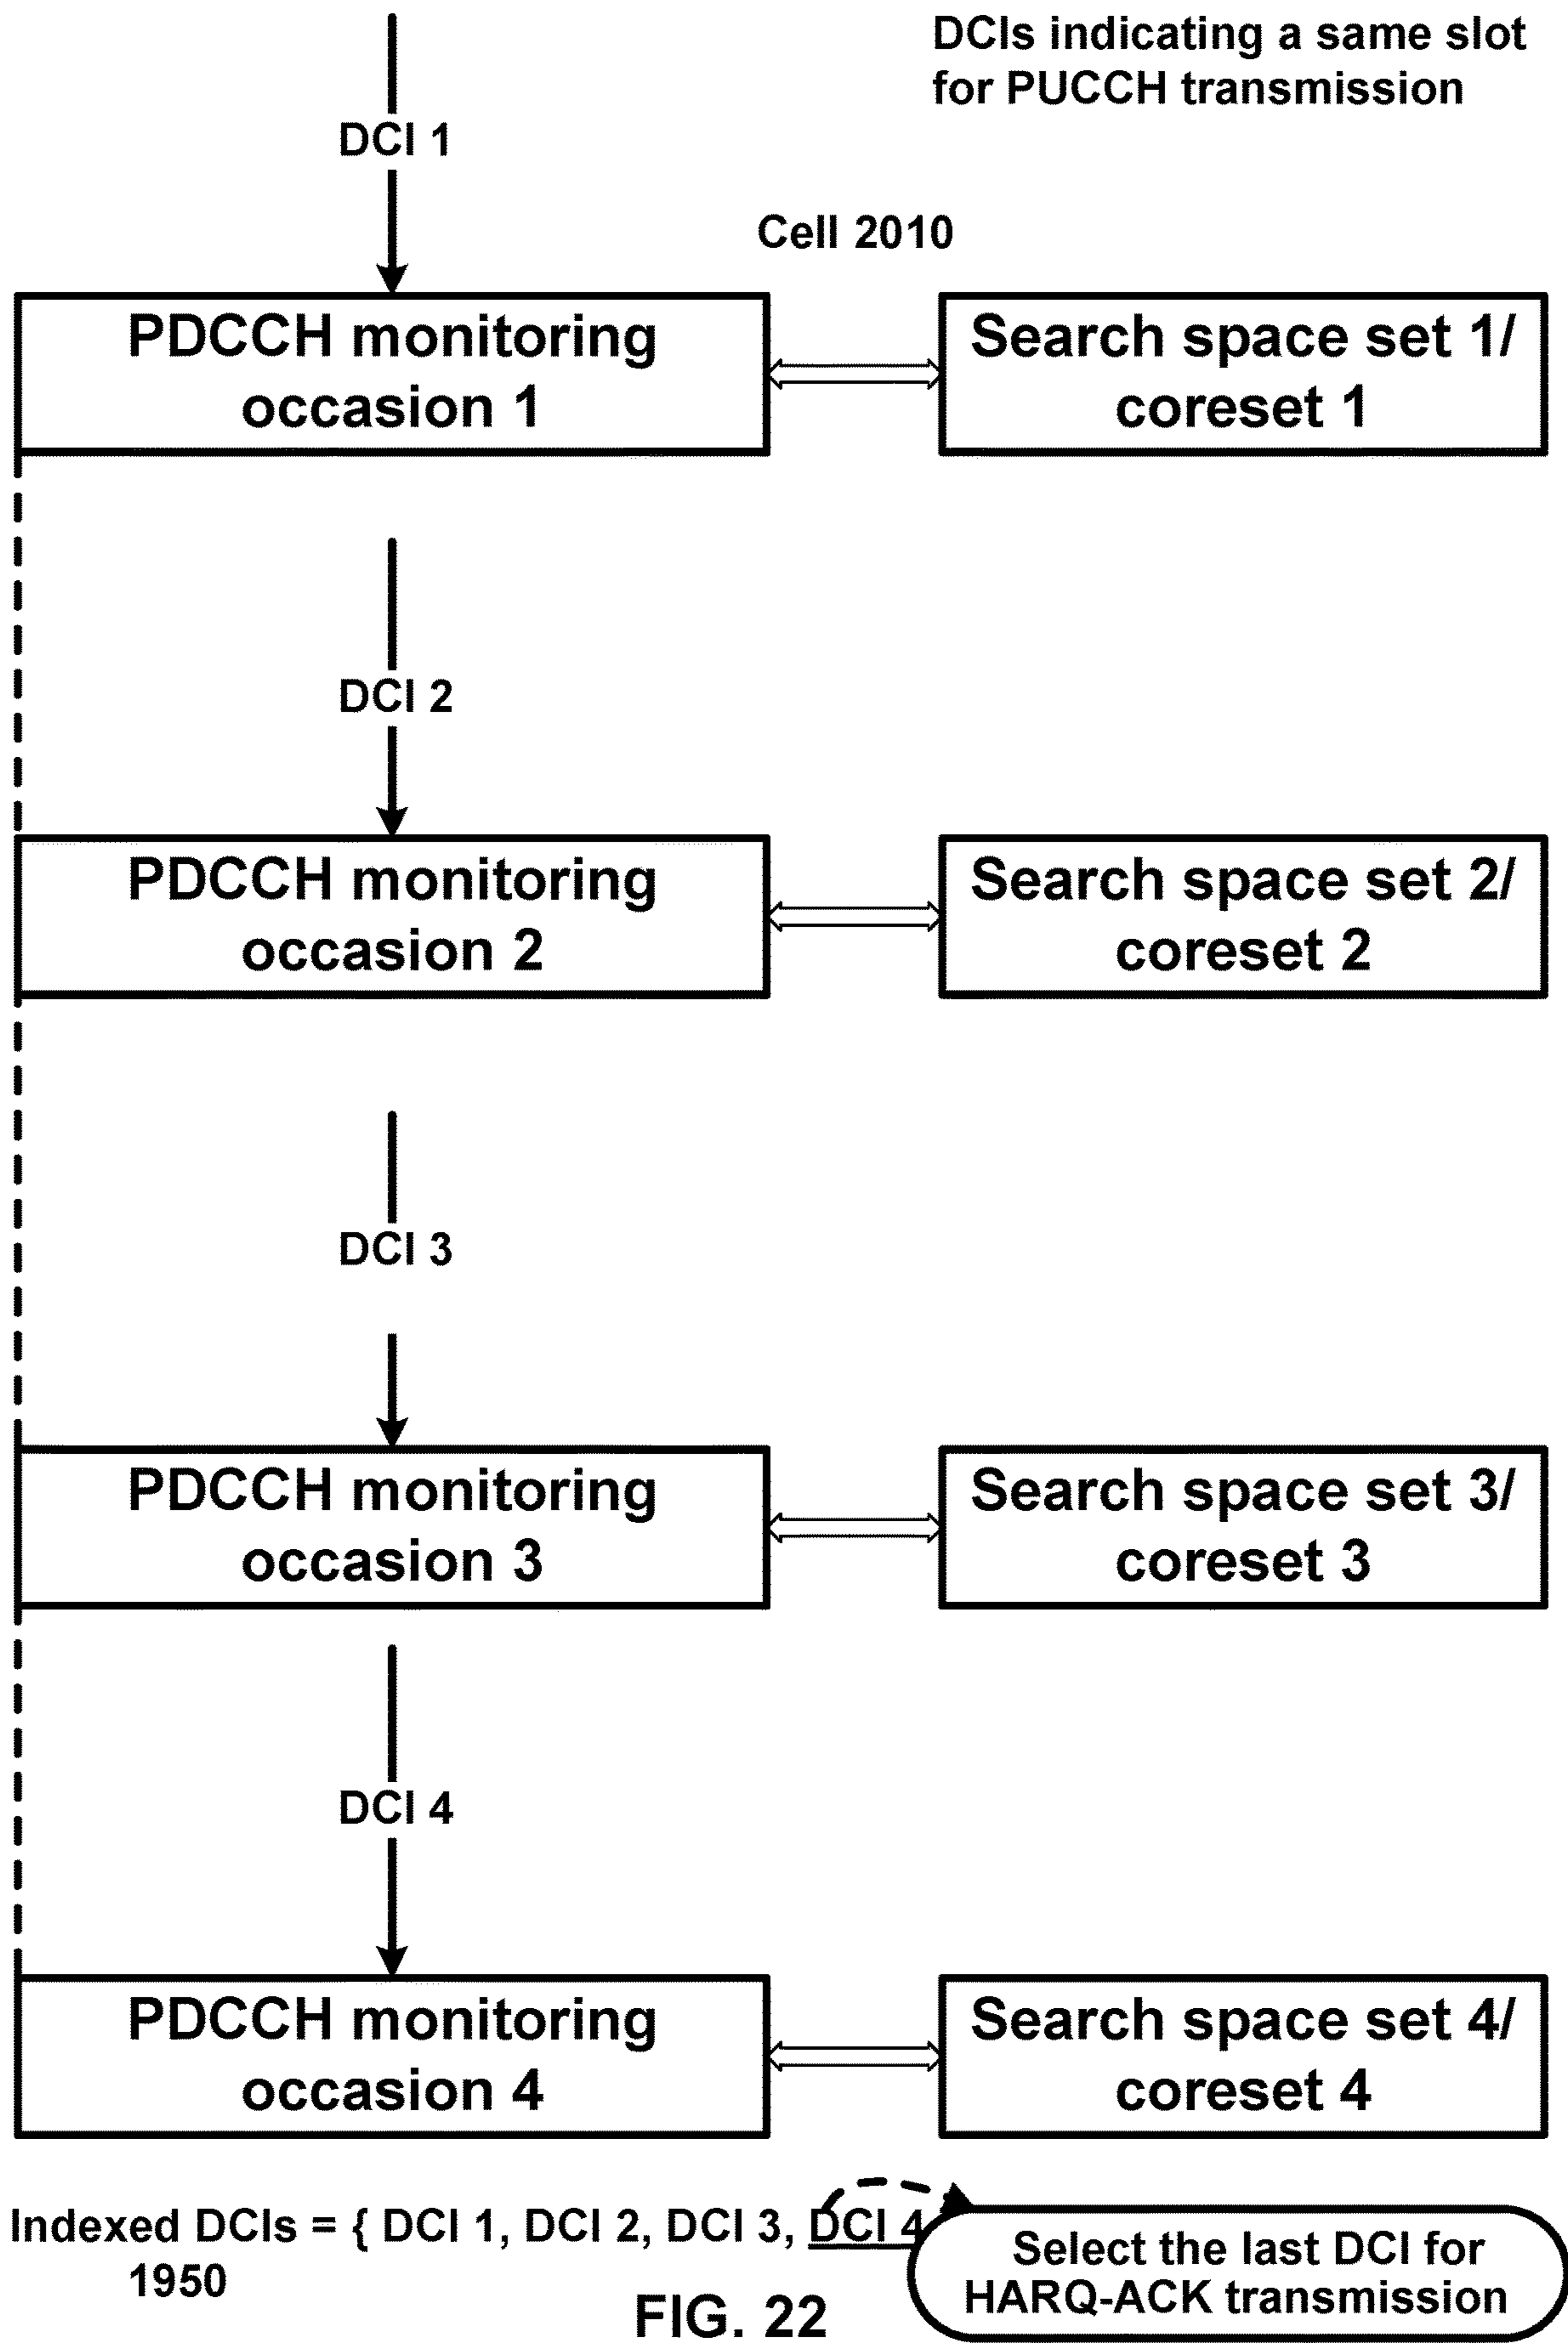 DCIs indicating a same slot
for PUCCH transmission
DCI 1
Cell 2010
PDCCH monitoring
occasion 1
Search space set 1/
coreset 1
DCI 2
PDCCH monitoring
occasion 2
Search space set 2/
coreset 2
DCI 3
PDCCH monitoring
occasion 3
Search space set 3/
coreset 3
DCI 4
PDCCH monitoring
occasion 4
Search space set 4/
coreset 4
Indexed DCIs = { DCI 1, DCI 2, DCI 3, DCI 4
1950
Select the last DCI for
HARQ-ACK transmission
FIG. 22